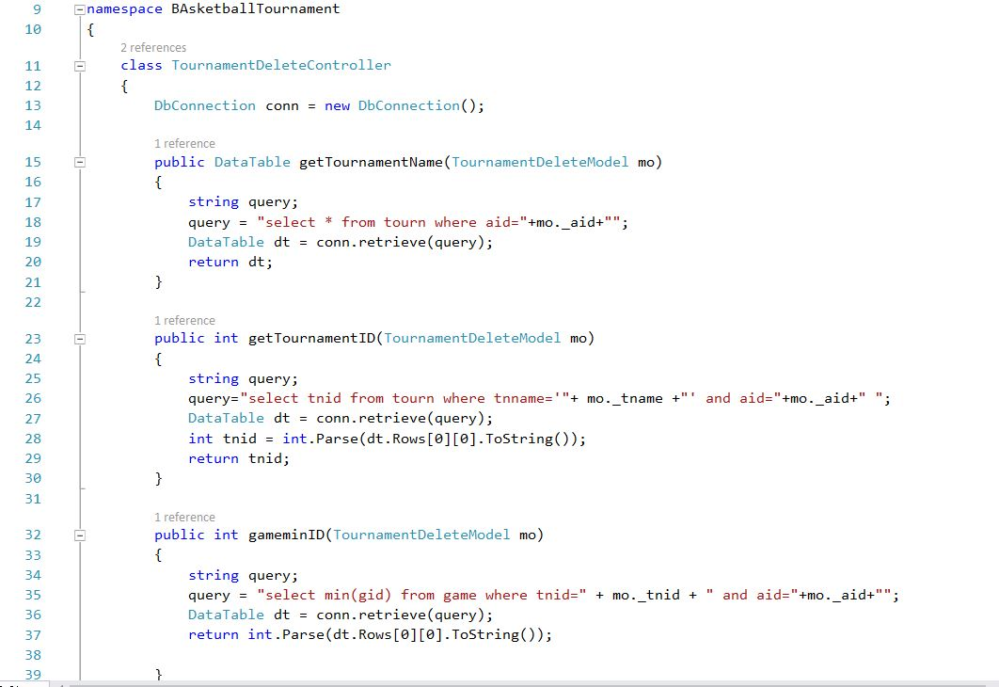 9 namespace BAsketballTournament
10 {
2 references
11 class TournamentDeleteController
12 {
13 DbConnection conn = new DbConnection();
14
1 reference
15 public DataTable getTournamentName(TournamentDeleteModel mo)
16 {
17 string query;
18 query = "select * from tourn where aid="+mo._aid+"";
19 DataTable dt = conn.retrieve(query);
20 return dt;
21 }
22
1 reference
23 public int getTournamentID(TournamentDeleteModel mo)
24 {
25 string query;
26 query="select tnid from tourn where tnname='"+ mo._tname +"' and aid="+mo._aid+" ";
27 DataTable dt = conn.retrieve(query);
28 int tnid = int.Parse(dt.Rows[0][0].ToString());
29 return tnid;
30 }
31
1 reference
32 public int gameminID(TournamentDeleteModel mo)
33 {
34 string query;
35 query = "select min(gid) from game where tnid=" + mo._tnid + " and aid="+mo._aid+"";
36 DataTable dt = conn.retrieve(query);
37 return int.Parse(dt.Rows[0][0].ToString());
38
39 }